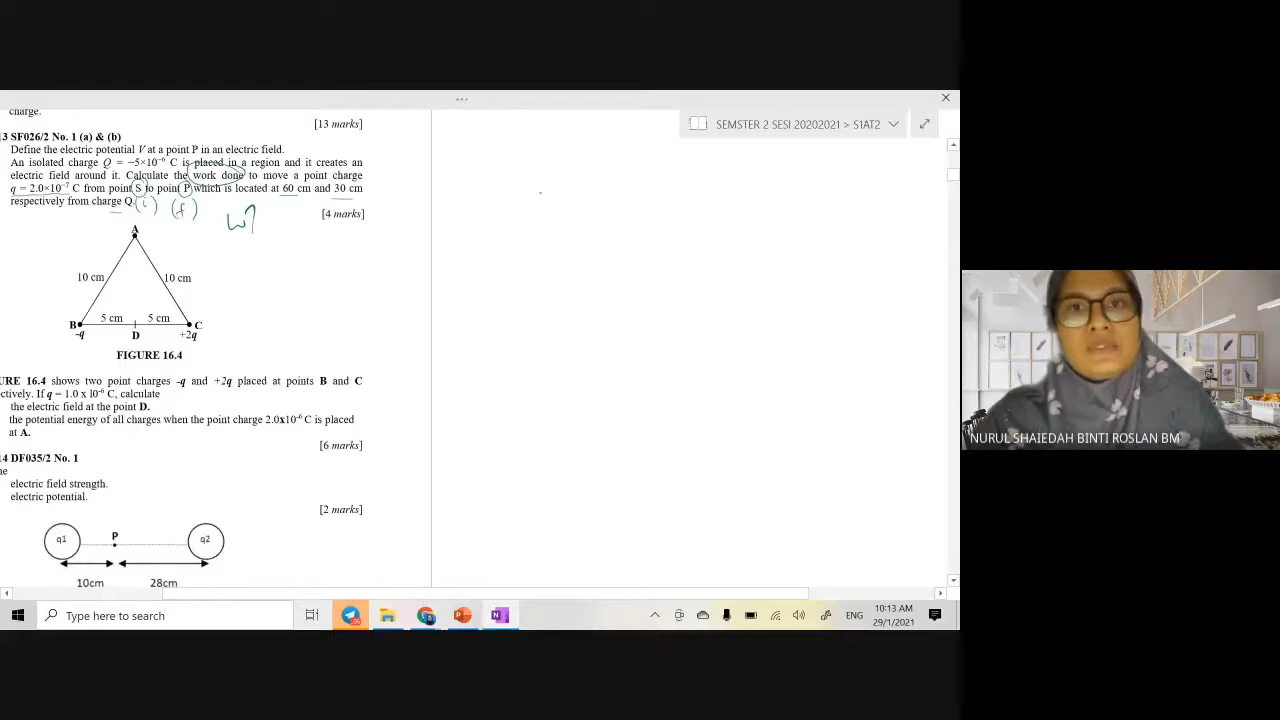 charge.
[13 marks]
13 SF026/2 No. 1 (a) & (b)
Define the electric potential V at a point P in an electric field.
An isolated charge Q = −5×10⁻⁶ C is placed in a region and it creates an
electric field around it. Calculate the work done to move a point charge
q = 2.0×10⁻⁷ C from point S to point P which is located at 60 cm and 30 cm
respectively from charge Q.
(i) (f) W?
[4 marks]
A
10 cm 10 cm
5 cm 5 cm
B C
-q D +2q
FIGURE 16.4
URE 16.4 shows two point charges -q and +2q placed at points B and C
ectively. If q = 1.0 x l0⁻⁶ C, calculate
the electric field at the point D.
the potential energy of all charges when the point charge 2.0x10⁻⁶ C is placed
at A.
[6 marks]
14 DF035/2 No. 1
ne
electric field strength.
electric potential.
[2 marks]
q1 P q2
10cm 28cm
SEMSTER 2 SESI 20202021 > S1AT2
NURUL SHAIEDAH BINTI ROSLAN BM
Type here to search
ENG
10:13 AM
29/1/2021